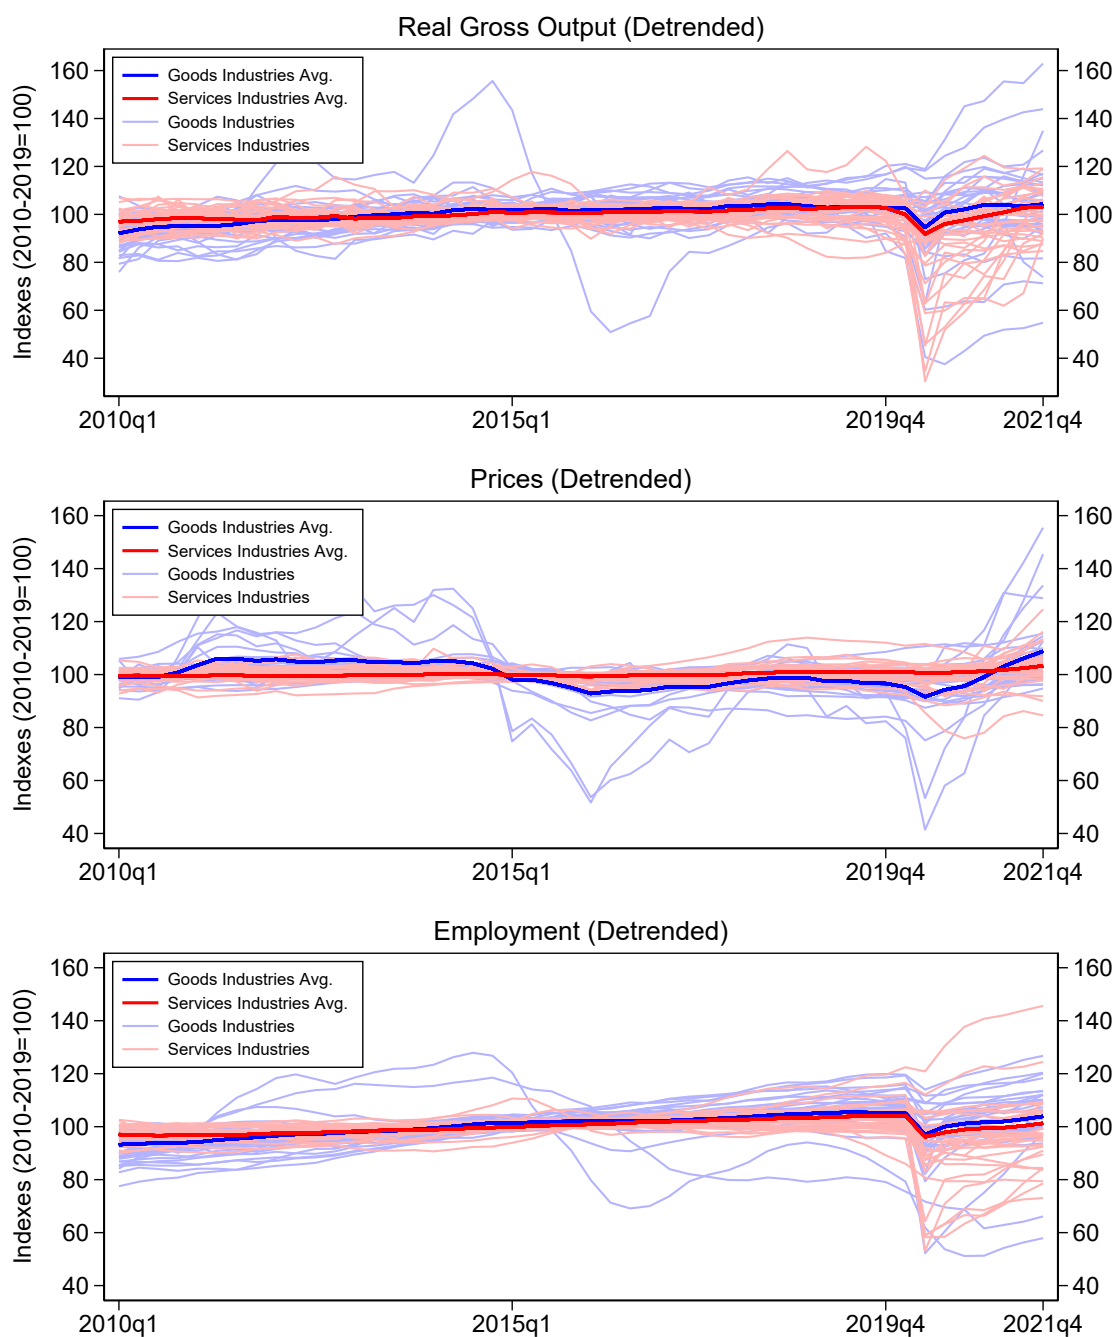 Real Gross Output (Detrended)
Indexes (2010-2019=100)
160 160
140 140
120 120
100 100
80 80
60 60
40 40
Goods Industries Avg.
Services Industries Avg.
Goods Industries
Services Industries
2010q1 2015q1 2019q4 2021q4
Prices (Detrended)
Indexes (2010-2019=100)
160 160
140 140
120 120
100 100
80 80
60 60
40 40
Goods Industries Avg.
Services Industries Avg.
Goods Industries
Services Industries
2010q1 2015q1 2019q4 2021q4
Employment (Detrended)
Indexes (2010-2019=100)
160 160
140 140
120 120
100 100
80 80
60 60
40 40
Goods Industries Avg.
Services Industries Avg.
Goods Industries
Services Industries
2010q1 2015q1 2019q4 2021q4